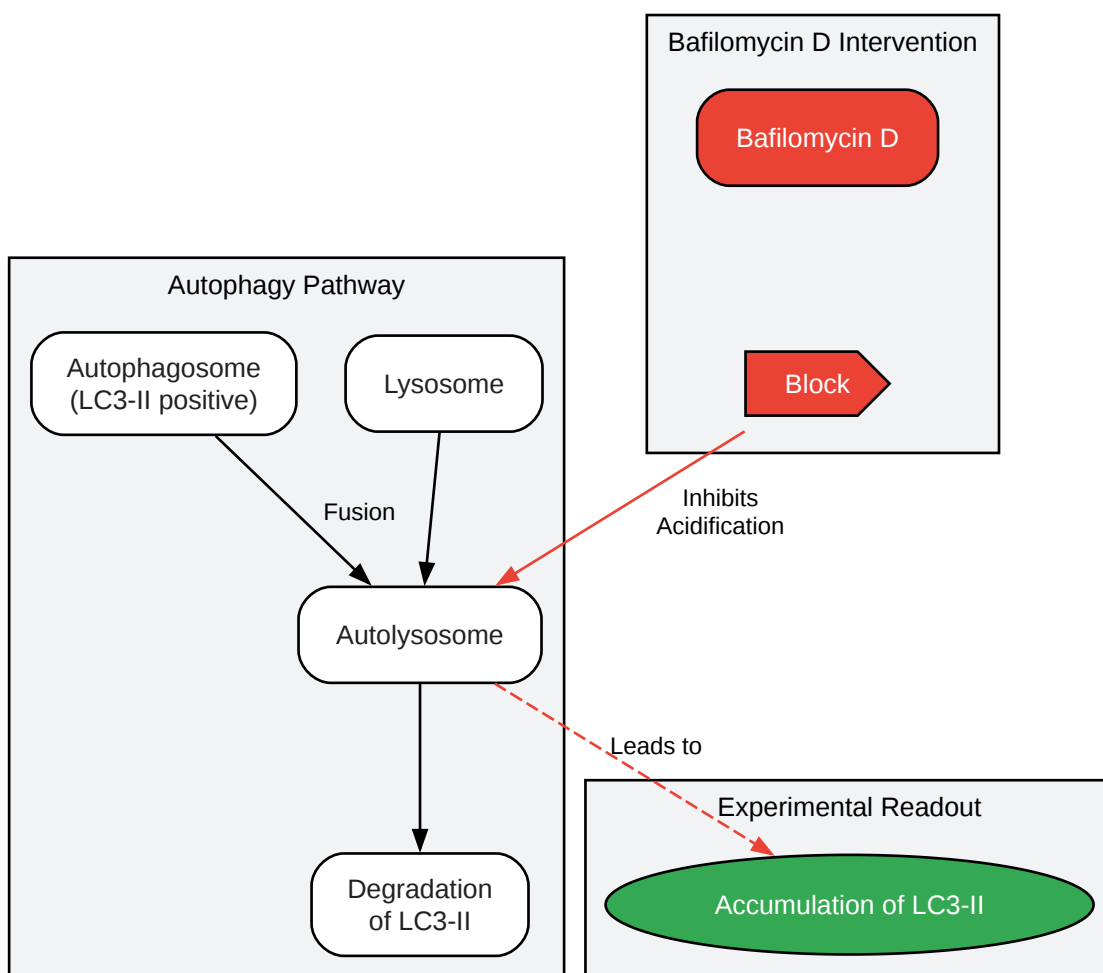 Bafilomycin D Intervention
Bafilomycin D
Block
Inhibits
Acidification
Autophagy Pathway
Autophagosome
(LC3-II positive)
Lysosome
Fusion
Autolysosome
Degradation
of LC3-II
Leads to
Experimental Readout
Accumulation of LC3-II